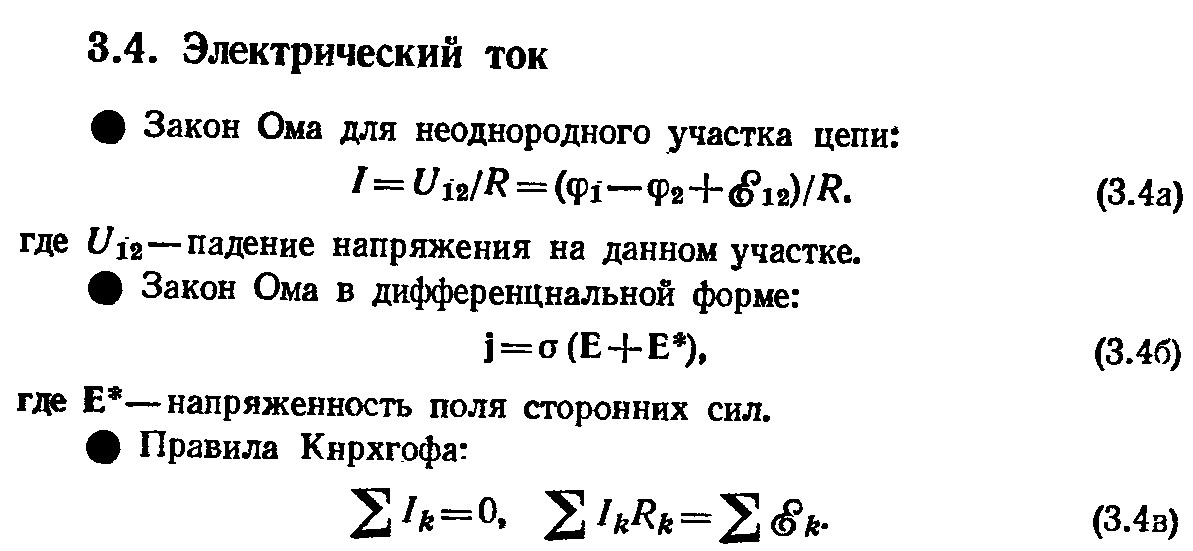 3.4. Электрический ток
● Закон Ома для неоднородного участка цепи:
I = U₁₂/R = (φ₁ — φ₂ + ℰ₁₂)/R. (3.4а)
где U₁₂ — падение напряжения на данном участке.
● Закон Ома в дифференцнальной форме:
j = σ (E + E*), (3.4б)
где E* — напряженность поля сторонних сил.
● Правила Кнрхгофа:
∑ Iₖ = 0, ∑ IₖRₖ = ∑ ℰₖ. (3.4в)